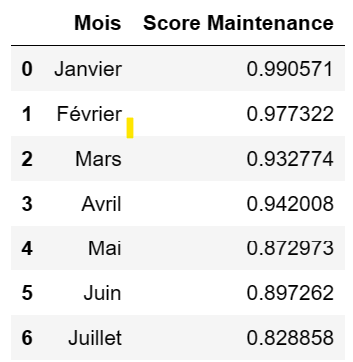 Mois Score Maintenance
0 Janvier 0.990571
1 Février 0.977322
2 Mars 0.932774
3 Avril 0.942008
4 Mai 0.872973
5 Juin 0.897262
6 Juillet 0.828858